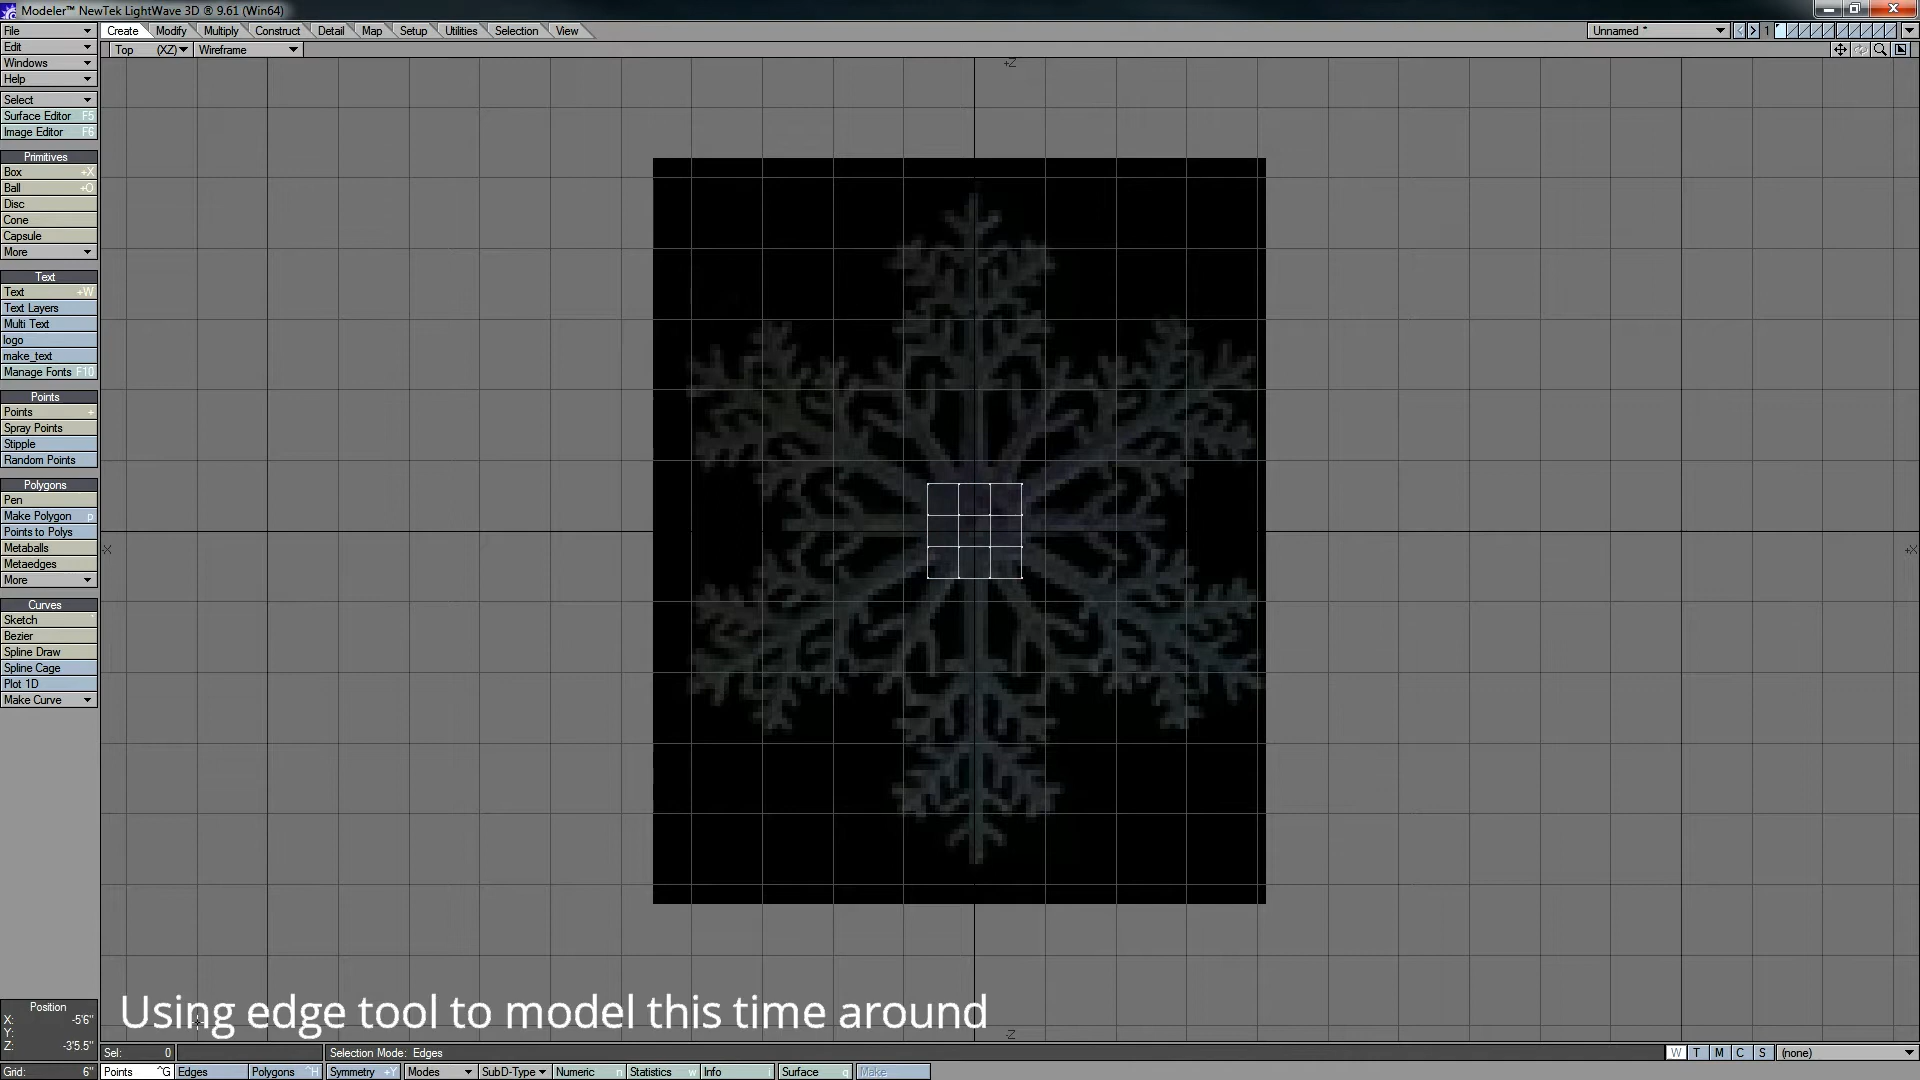 Modeler™ NewTek LightWave 3D ® 9.61 (Win64)
File
Edit
Windows
Help
Select
Surface Editor F5
Image Editor F6
Primitives
Box +X
Ball +O
Disc
Cone
Capsule
More
Text
Text +W
Text Layers
Multi Text
logo
make_text
Manage Fonts F10
Points
Points +
Spray Points
Stipple
Random Points
Polygons
Pen
Make Polygon p
Points to Polys
Metaballs
Metaedges
More
Curves
Sketch
Bezier
Spline Draw
Spline Cage
Plot 1D
Make Curve
Create Modify Multiply Construct Detail Map Setup Utilities Selection View
Unnamed * 1
Top (XZ) Wireframe
+Z
-X
+X
-Z
Using edge tool to model this time around
Position
X: -5'6"
Y:
Z: -3'5.5"
Grid: 6"
Sel: 0 Selection Mode: Edges
W T M C S (none)
Points ^G Edges Polygons ^H Symmetry +Y Modes SubD-Type Numeric n Statistics w Info i Surface q Make